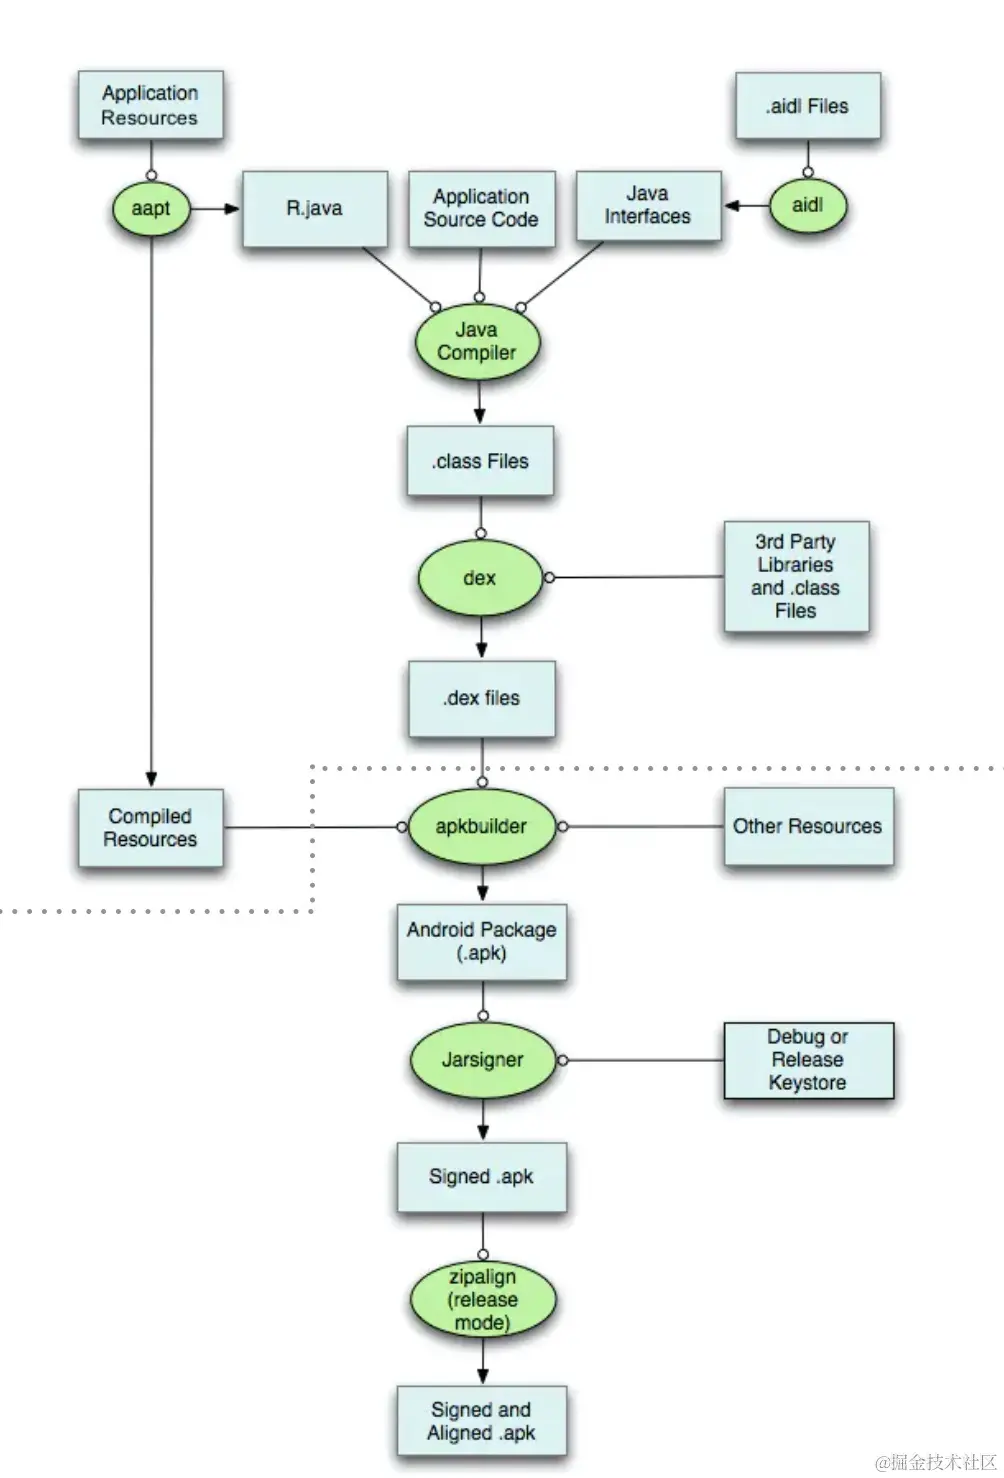 Application
Resources
.aidl Files
aapt
R.java
Application
Source Code
Java
Interfaces
aidl
Java
Compiler
.class Files
dex
3rd Party
Libraries
and .class
Files
.dex files
Compiled
Resources
apkbuilder
Other Resources
Android Package
(.apk)
Jarsigner
Debug or
Release
Keystore
Signed .apk
zipalign
(release
mode)
Signed and
Aligned .apk
@掘金技术社区